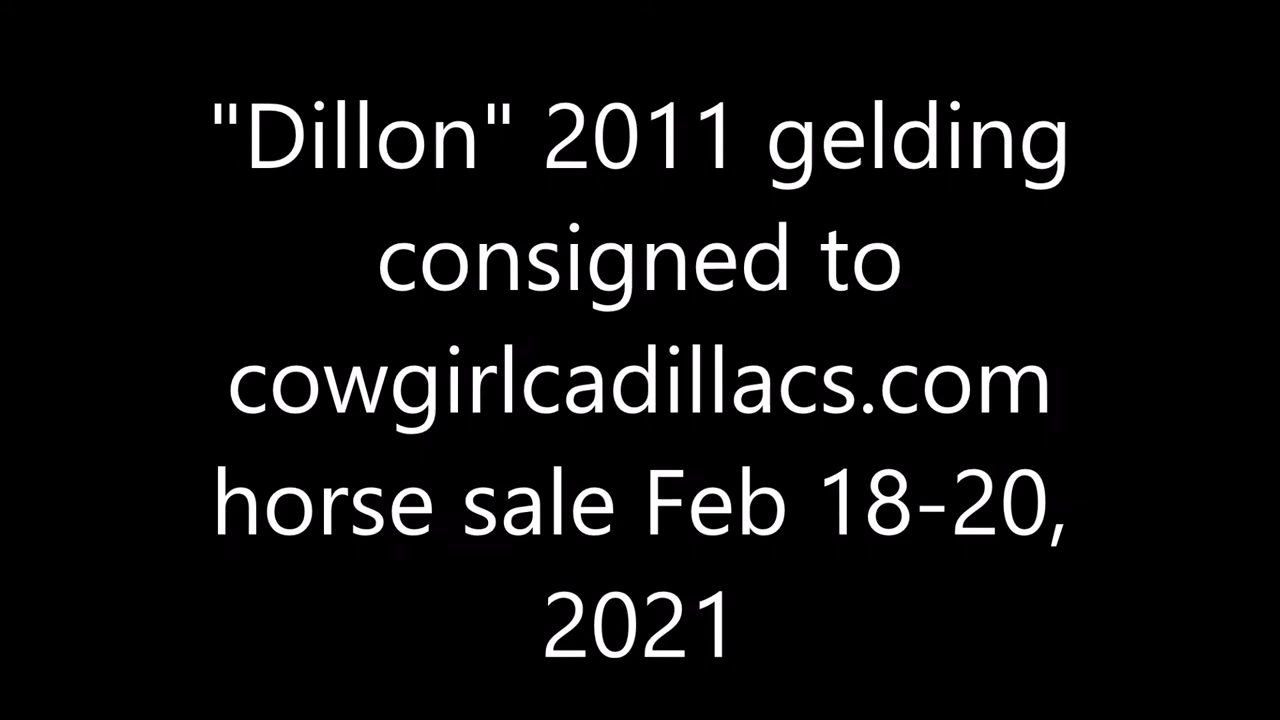 "Dillon" 2011 gelding
consigned to
cowgirlcadillacs.com
horse sale Feb 18-20,
2021